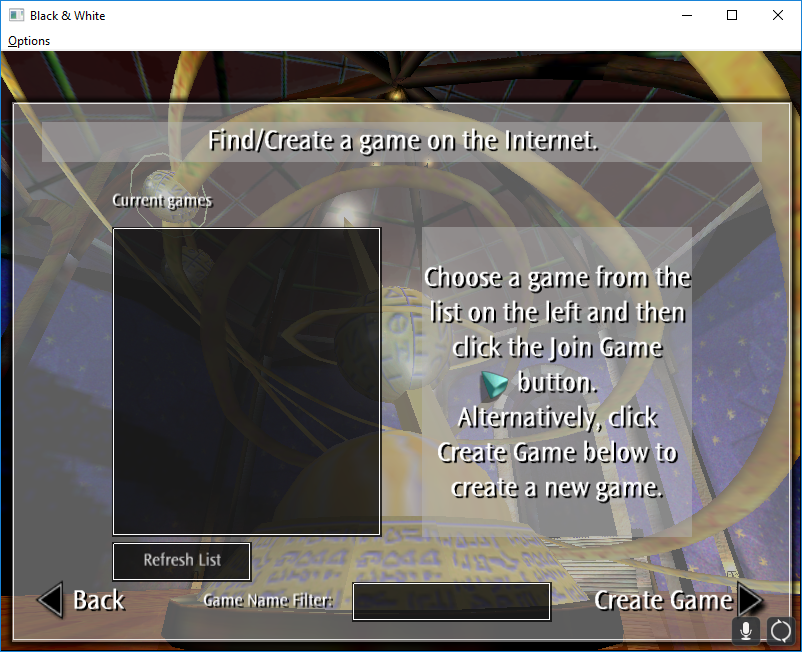 Black & White
Options
Find/Create a game on the Internet.
Current games
Choose a game from the
list on the left and then
click the Join Game
button.
Alternatively, click
Create Game below to
create a new game.
Refresh List
Back
Game Name Filter:
Create Game